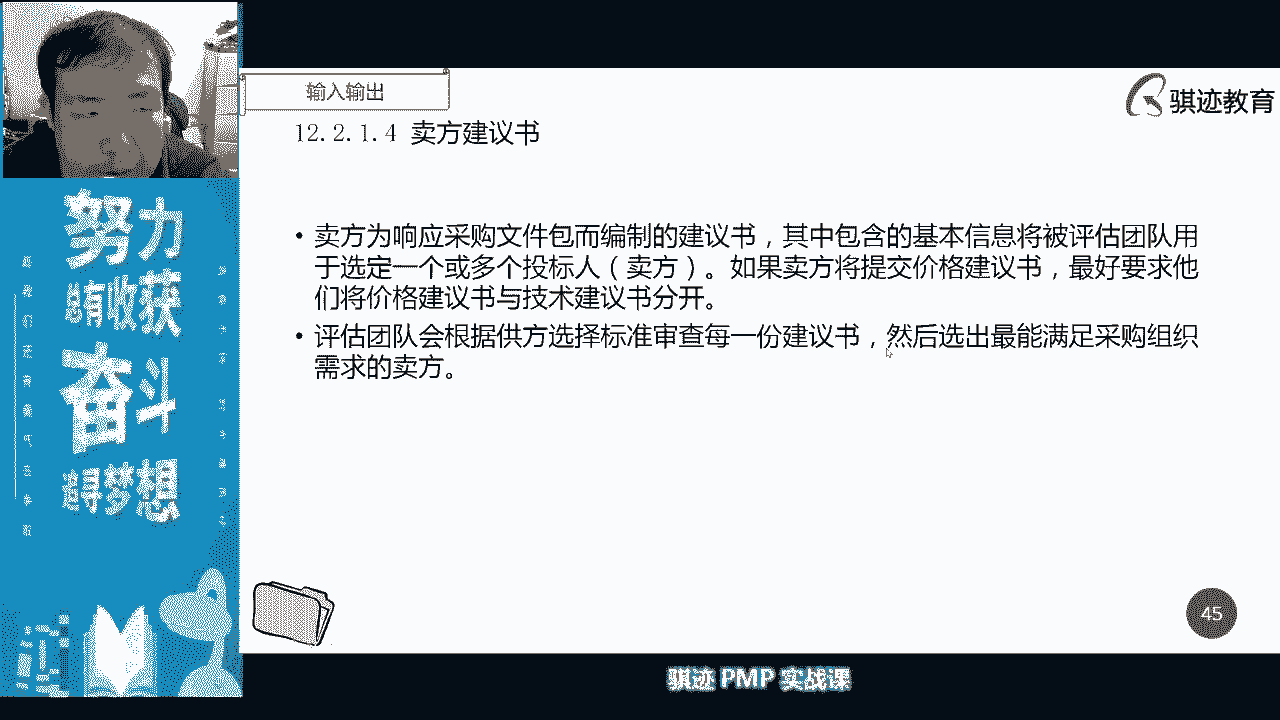 输入输出
骐迹教育
12.2.1.4 卖方建议书
• 卖方为响应采购文件包而编制的建议书，其中包含的基本信息将被评估团队用
于选定一个或多个投标人（卖方）。如果卖方将提交价格建议书，最好要求他
们将价格建议书与技术建议书分开。
• 评估团队会根据供方选择标准审查每一份建议书，然后选出最能满足采购组织
需求的卖方。
努力
总有收获
奋斗
追寻梦想
45
骐迹 PMP 实战课